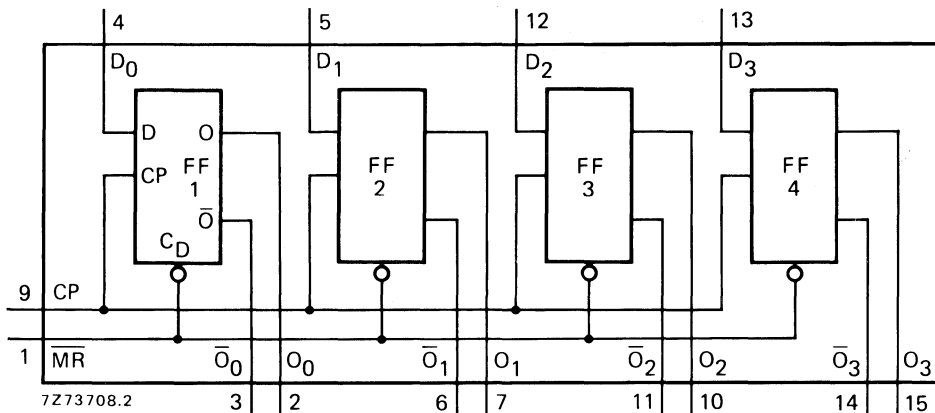 4 5 12 13
D₀ D₁ D₂ D₃
D O
CP FF 1
Ō
C_D
FF 2
FF 3
FF 4
9 CP
1 M̅R̅ Ō₀ O₀ Ō₁ O₁ Ō₂ O₂ Ō₃ O₃
7Z73708.2 3 2 6 7 11 10 14 15